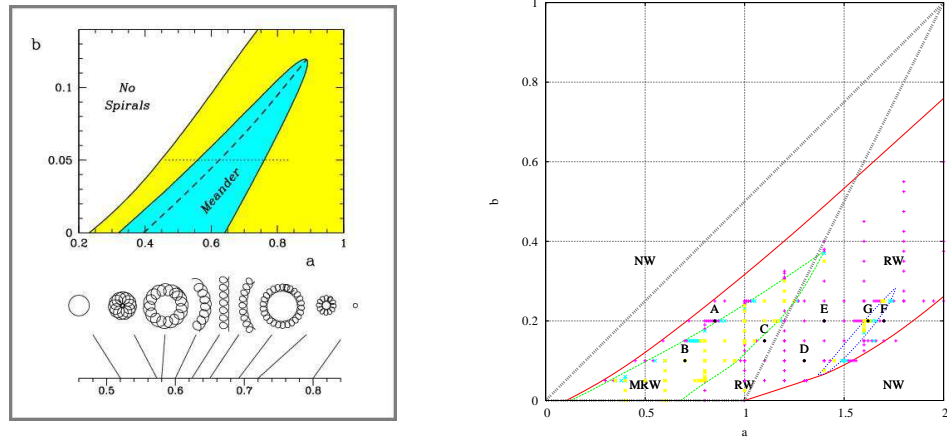 b
0.1
0.05
0
No
Spirals
Meander
0.2 0.4 0.6 0.8 1
a
0.5 0.6 0.7 0.8
1
0.8
0.6
0.4
0.2
0
b
NW
RW
A
B
C
D
E
G F
MRW
RW
NW
0 0.5 1 1.5 2
a